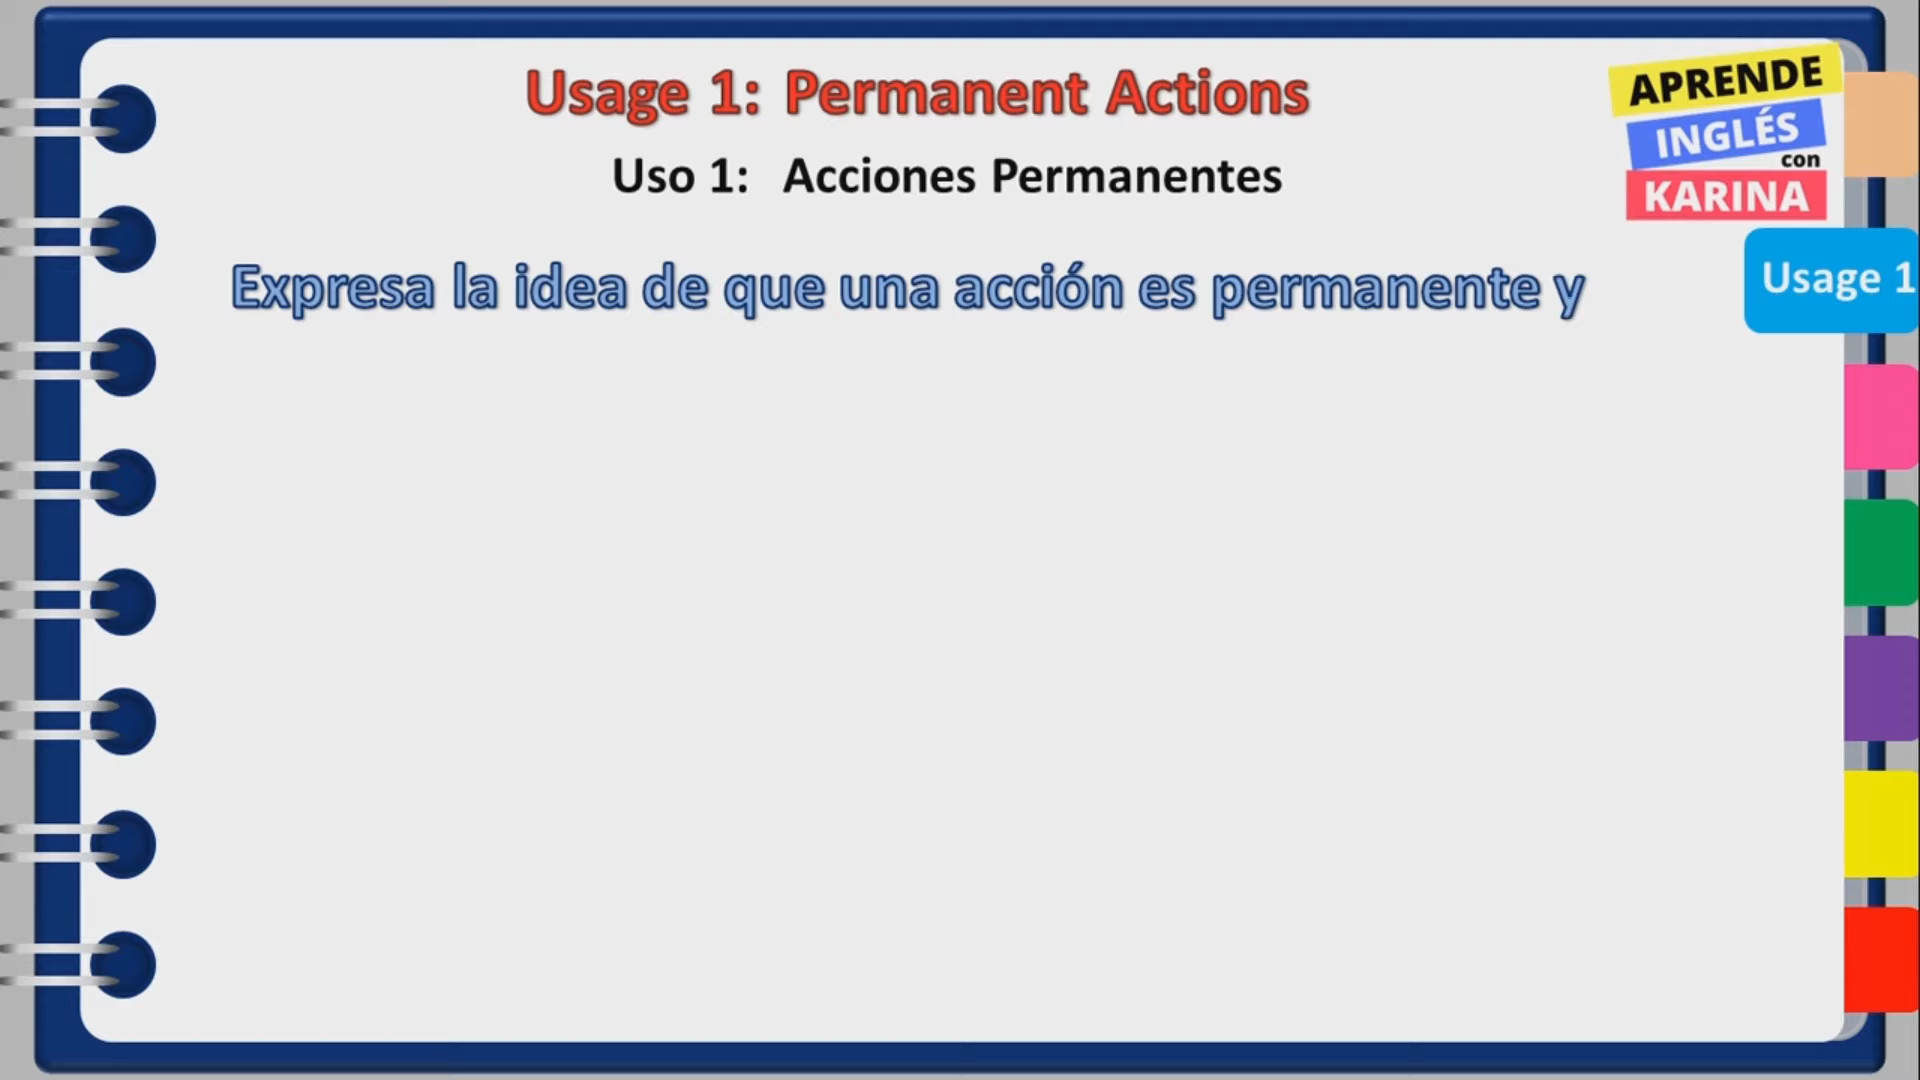 Usage 1: Permanent Actions
Uso 1: Acciones Permanentes
APRENDE
INGLÉS
con
KARINA
Expresa la idea de que una acción es permanente y
Usage 1